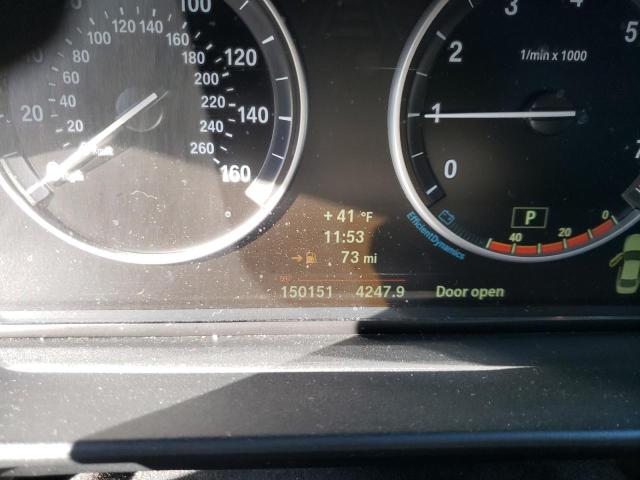 100
100 120 140
80 160
60 180 120
200
20 40 220 140
20 240
km/h 260 160
3 4 5
2 1/min x 1000
1
0 7
+ 41 °F
11:53
73 mi
150151 4247.9 Door open
P
EfficientDynamics
40 20 0